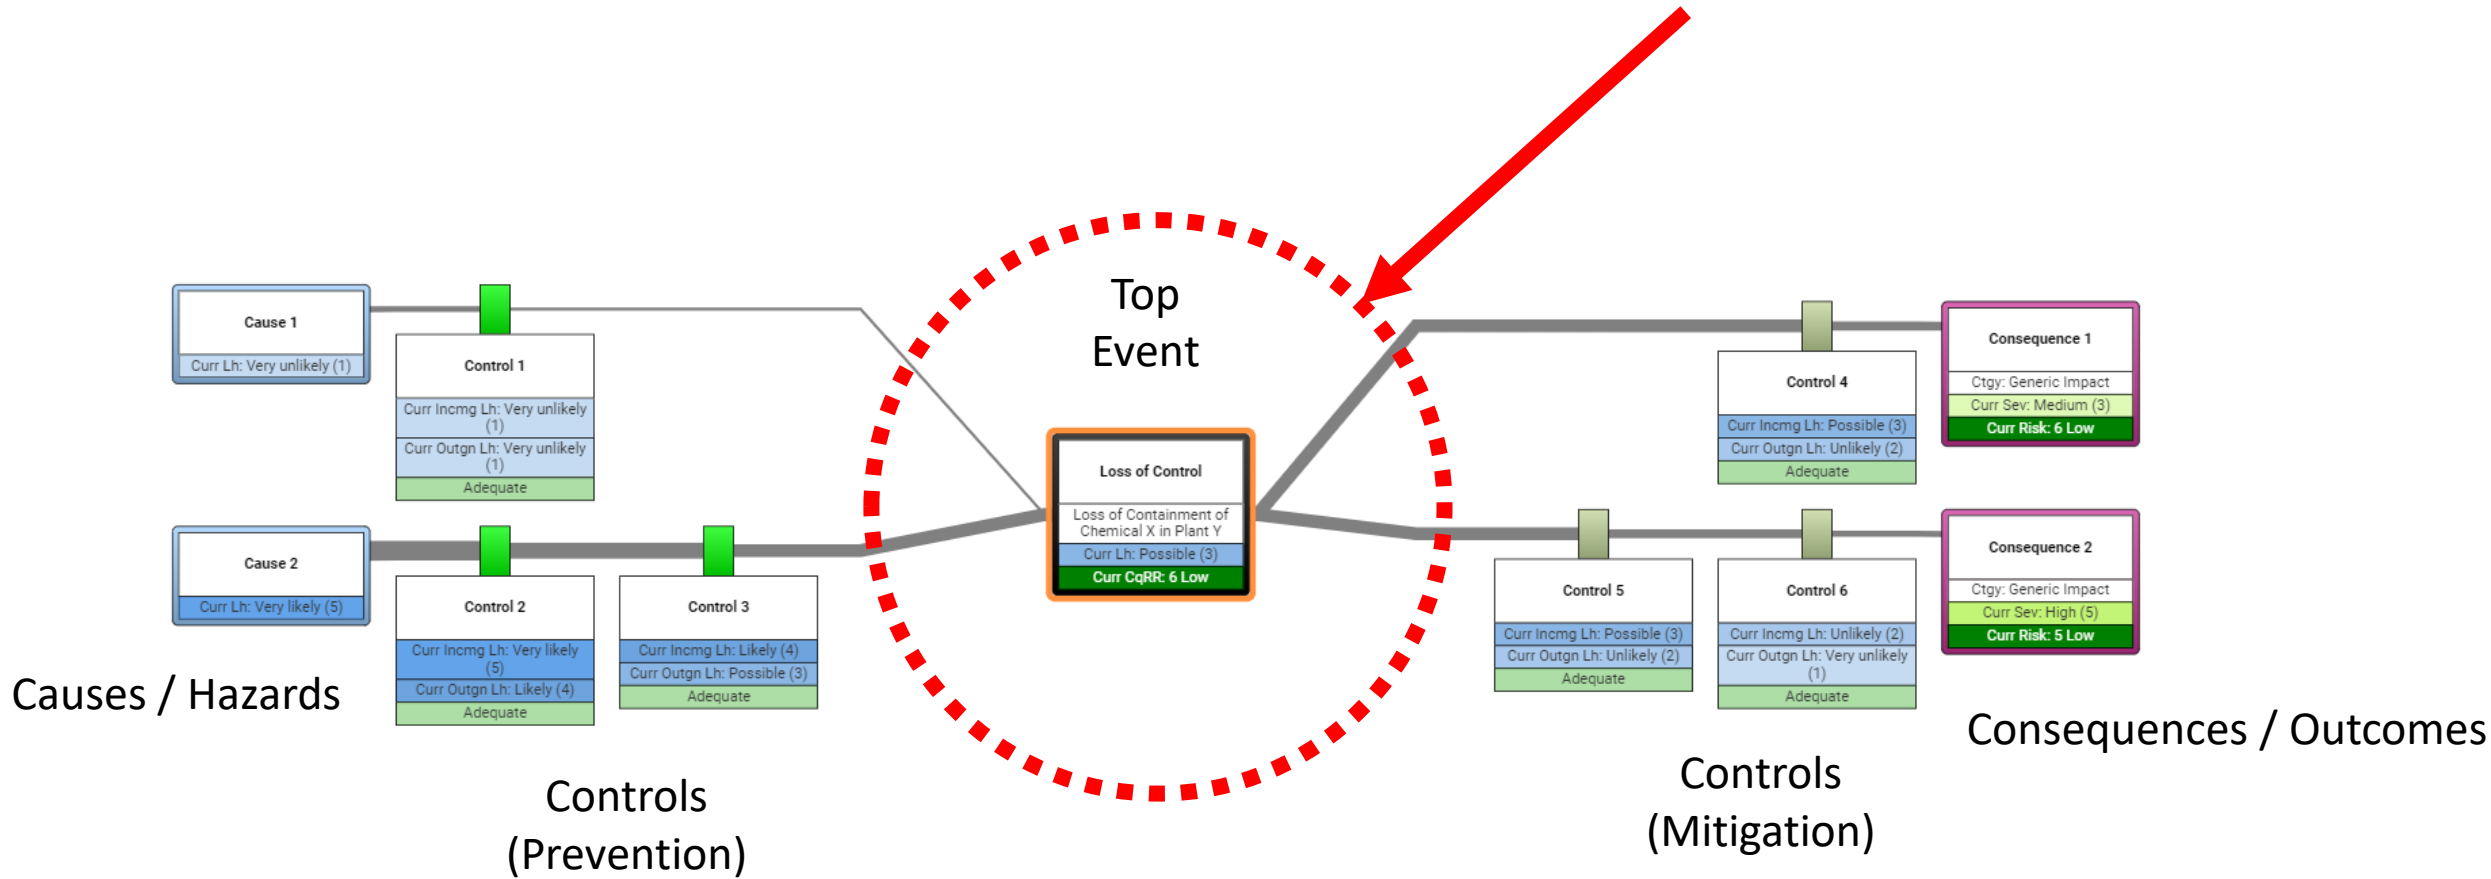 Top
Event
Cause 1
Curr Lh: Very unlikely (1)
Control 1
Curr Incmg Lh: Very unlikely
(1)
Curr Outgn Lh: Very unlikely
(1)
Adequate
Cause 2
Curr Lh: Very likely (5)
Control 2
Curr Incmg Lh: Very likely
(5)
Curr Outgn Lh: Likely (4)
Adequate
Control 3
Curr Incmg Lh: Likely (4)
Curr Outgn Lh: Possible (3)
Adequate
Causes / Hazards
Controls
(Prevention)
Loss of Control
Loss of Containment of
Chemical X in Plant Y
Curr Lh: Possible (3)
Curr CqRR: 6 Low
Control 4
Curr Incmg Lh: Possible (3)
Curr Outgn Lh: Unlikely (2)
Adequate
Consequence 1
Ctgy: Generic Impact
Curr Sev: Medium (3)
Curr Risk: 6 Low
Control 5
Curr Incmg Lh: Possible (3)
Curr Outgn Lh: Unlikely (2)
Adequate
Control 6
Curr Incmg Lh: Unlikely (2)
Curr Outgn Lh: Very unlikely
(1)
Adequate
Consequence 2
Ctgy: Generic Impact
Curr Sev: High (5)
Curr Risk: 5 Low
Consequences / Outcomes
Controls
(Mitigation)